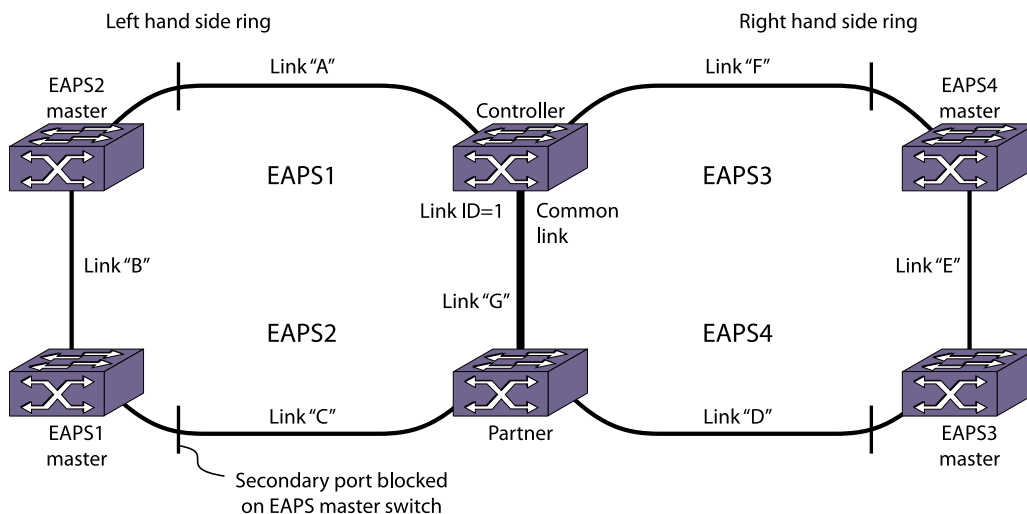 Left hand side ring
Right hand side ring
Link “A”
Link “F”
EAPS2
master
Controller
EAPS4
master
EAPS1
EAPS3
Link ID=1
Common
link
Link “B”
Link “E”
Link “G”
EAPS2
EAPS4
Link “C”
Link “D”
EAPS1
master
Partner
EAPS3
master
Secondary port blocked
on EAPS master switch